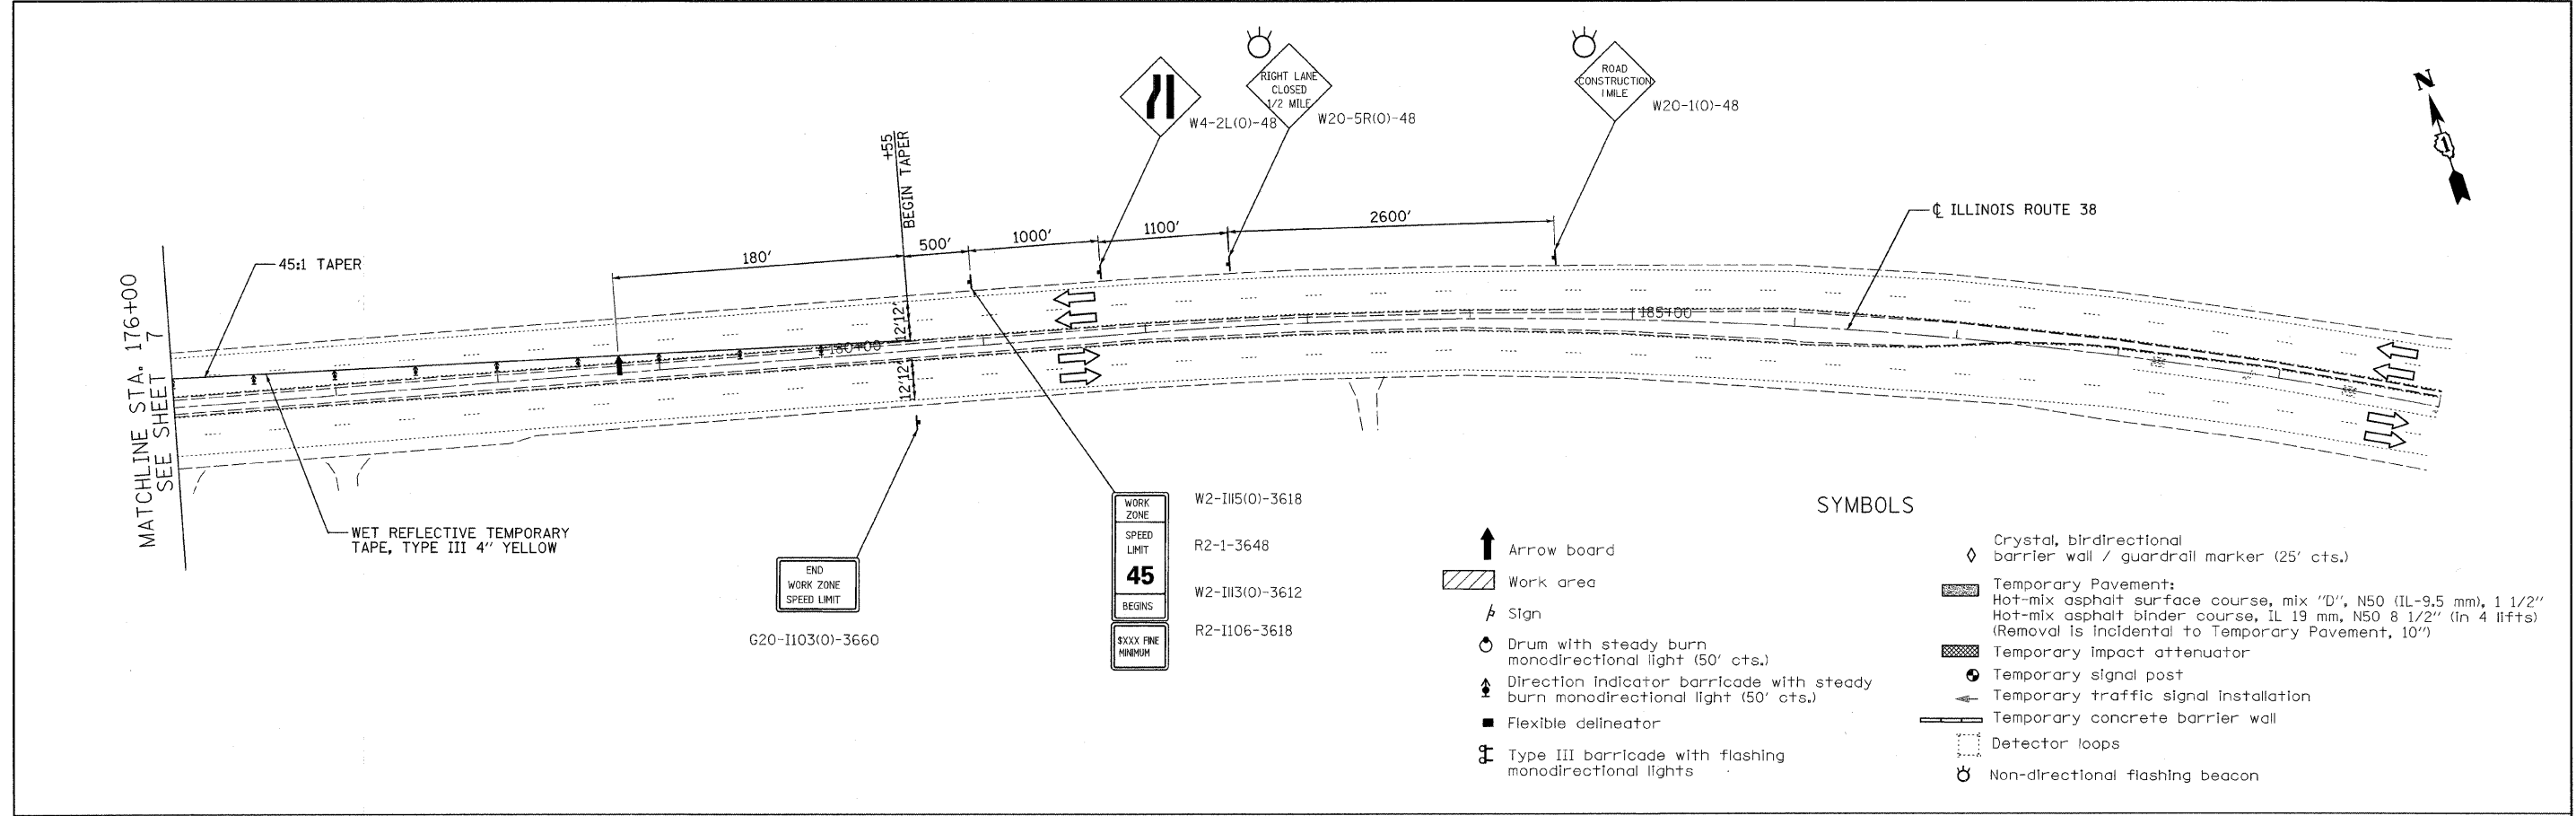 RIGHT LANE
CLOSED
1/2 MILE
W4-2L(O)-48
W20-5R(O)-48
ROAD
CONSTRUCTION
1 MILE
W20-1(O)-48
N
1
+55
BEGIN TAPER
180'
500'
1000'
1100'
2600'
℄ ILLINOIS ROUTE 38
45:1 TAPER
MATCHLINE STA. 176+00
SEE SHEET 7
12'12'
12'12'
180+00
185+00
WET REFLECTIVE TEMPORARY
TAPE, TYPE III 4" YELLOW
END
WORK ZONE
SPEED LIMIT
G20-I103(O)-3660
WORK
ZONE
SPEED
LIMIT
45
BEGINS
$XXX FINE
MINIMUM
W2-I115(O)-3618
R2-1-3648
W2-I113(O)-3612
R2-I106-3618
SYMBOLS
Arrow board
Work area
Sign
Drum with steady burn
monodirectional light (50' cts.)
Direction indicator barricade with steady
burn monodirectional light (50' cts.)
Flexible delineator
Type III barricade with flashing
monodirectional lights
Crystal, birdirectional
barrier wall / guardrail marker (25' cts.)
Temporary Pavement:
Hot-mix asphalt surface course, mix "D", N50 (IL-9.5 mm), 1 1/2"
Hot-mix asphalt binder course, IL 19 mm, N50 8 1/2" (in 4 lifts)
(Removal is incidental to Temporary Pavement, 10")
Temporary impact attenuator
Temporary signal post
Temporary traffic signal installation
Temporary concrete barrier wall
Detector loops
Non-directional flashing beacon